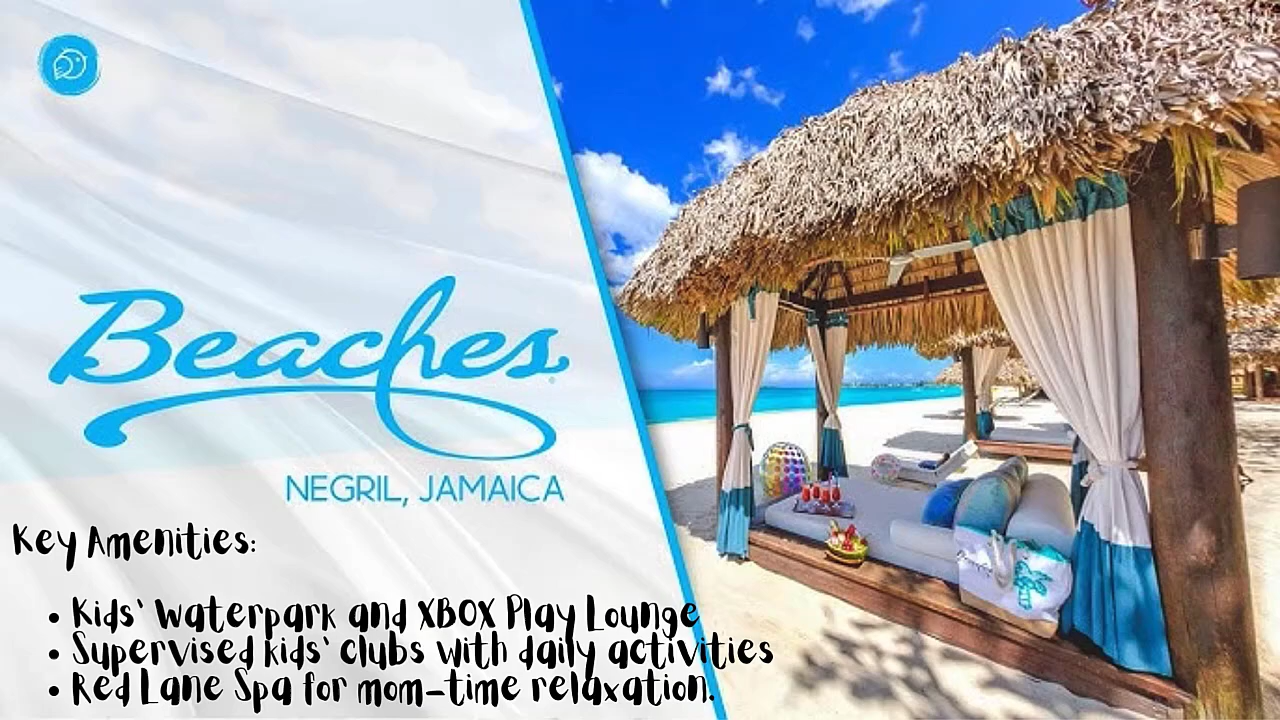 Beaches
NEGRIL, JAMAICA
Key Amenities:
• Kids' Waterpark and XBOX Play Lounge
• Supervised kids' clubs with daily activities
• Red Lane Spa for mom-time relaxation.